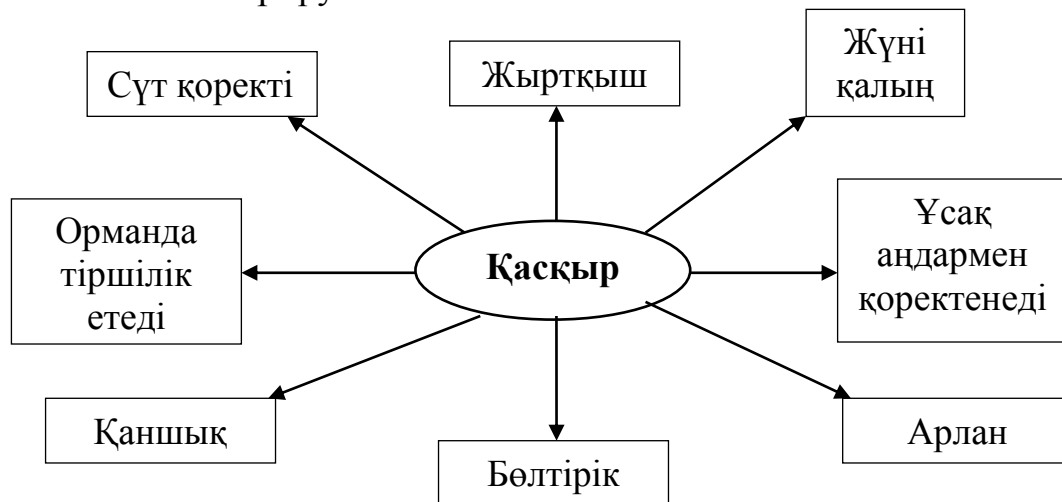 Сүт қоректі
Жыртқыш
Жүні
қалың
Орманда
тіршілік
етеді
Қасқыр
Ұсақ
аңдармен
қоректенеді
Қаншық
Бөлтірік
Арлан